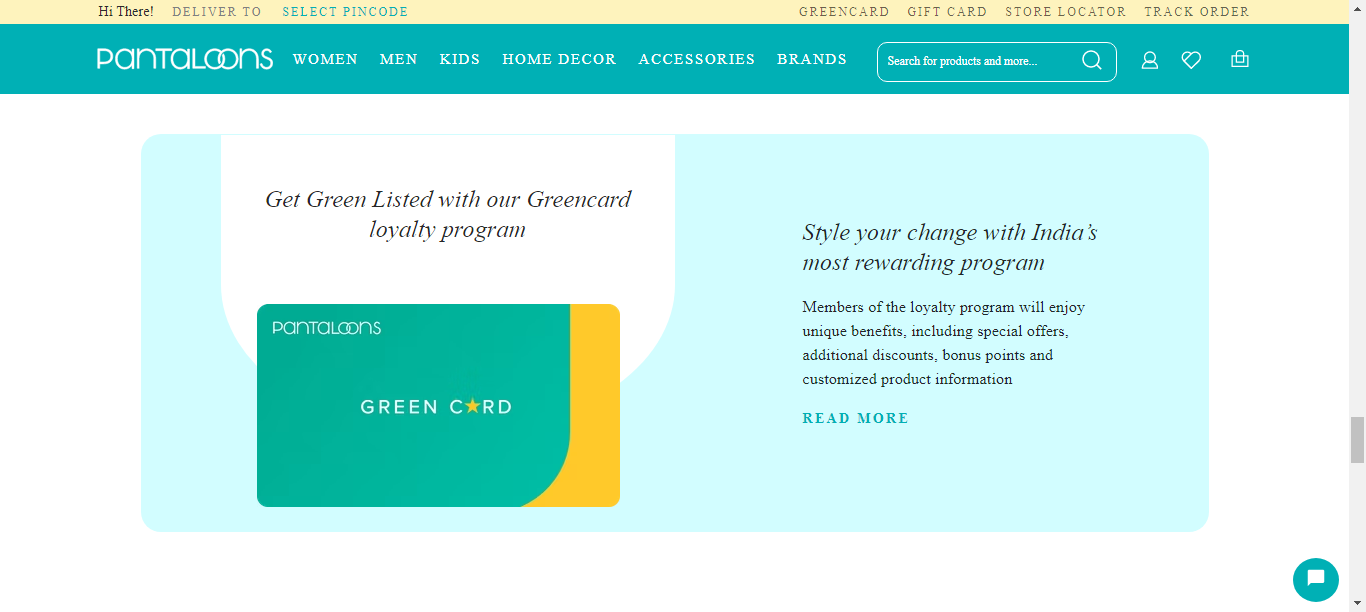 Hi There! DELIVER TO SELECT PINCODE GREENCARD GIFT CARD STORE LOCATOR TRACK ORDER
PANTALOONS WOMEN MEN KIDS HOME DECOR ACCESSORIES BRANDS Search for products and more...
Get Green Listed with our Greencard
loyalty program
PANTALOONS
GREEN CARD
Style your change with India’s
most rewarding program
Members of the loyalty program will enjoy
unique benefits, including special offers,
additional discounts, bonus points and
customized product information
READ MORE